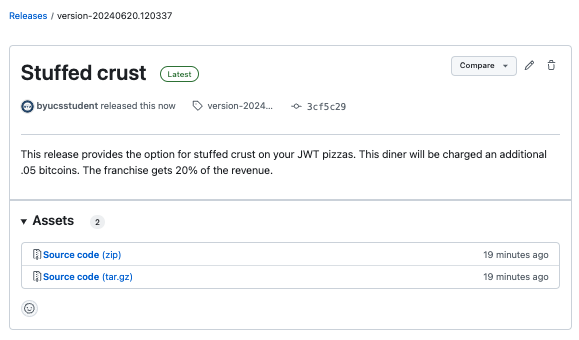 Releases / version-20240620.120337
Stuffed crust Latest Compare
byucsstudent released this now version-2024... 3cf5c29
This release provides the option for stuffed crust on your JWT pizzas. This diner will be charged an additional
.05 bitcoins. The franchise gets 20% of the revenue.
Assets 2
Source code (zip) 19 minutes ago
Source code (tar.gz) 19 minutes ago